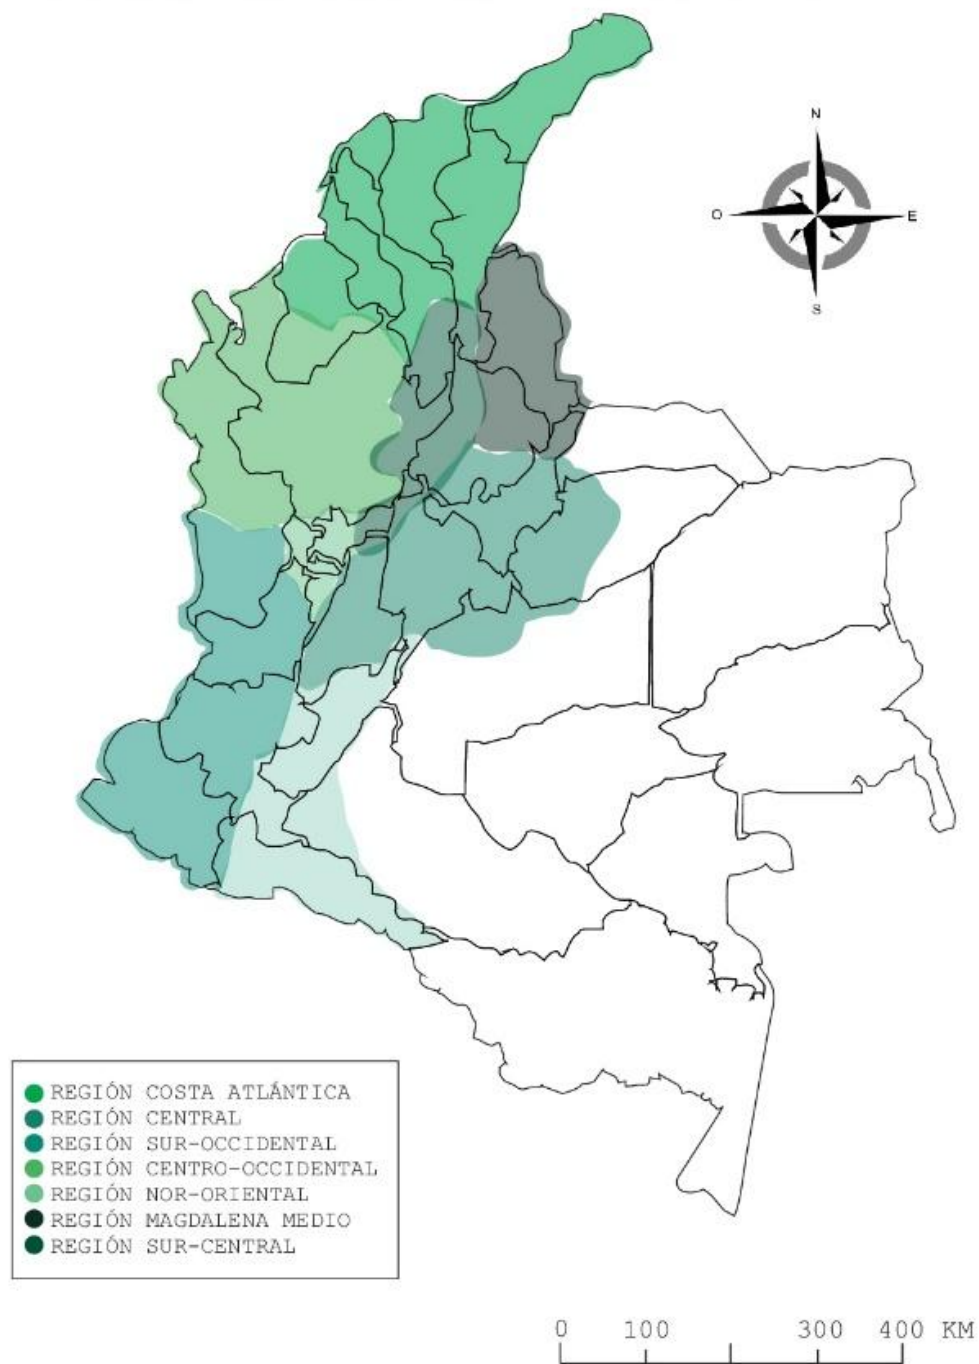 N
O
E
S
REGIÓN COSTA ATLÁNTICA
REGIÓN CENTRAL
REGIÓN SUR-OCCIDENTAL
REGIÓN CENTRO-OCCIDENTAL
REGIÓN NOR-ORIENTAL
REGIÓN MAGDALENA MEDIO
REGIÓN SUR-CENTRAL
0 100 300 400 KM